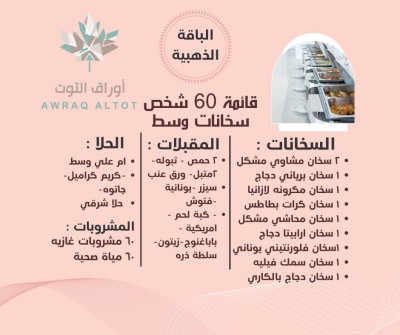 أوراق التوت
AWRAQ ALTOT
الباقة
الذهبية
قائمة 60 شخص
سخانات وسط
السخانات :
٢ سخان مشاوي مشكل
١ سخان برياني دجاج
١ سخان مكرونه لازانيا
١ سخان كرات بطاطس
١ سخان محاشي مشكل
١ سخان ارابيتا دجاج
١سخان فلورنتيني يوناني
١ سخان سمك فيليه
١ سخان دجاج بالكاري
المقبلات :
٢ حمص - تبوله-
٢متبل- ورق عنب
سيزر -يونانية
-فتوش
- كبة لحم -
امريكية -
باباغنوج-زيتون-
سلطة ذره
الحلا :
ام علي وسط
-كريم كراميل-
جاتوه-
حلا شرقي
المشروبات :
٦٠ مشروبات غازيه
٦٠ مياة صحية